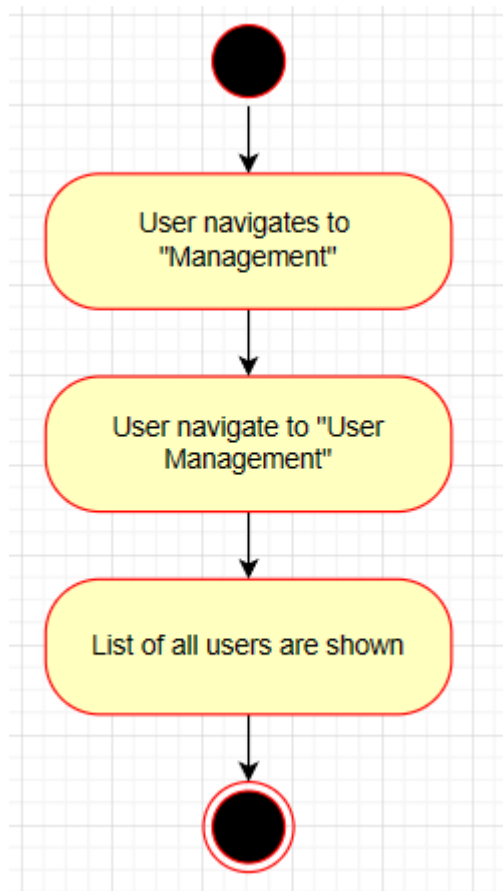 User navigates to
"Management"
User navigate to "User
Management"
List of all users are shown